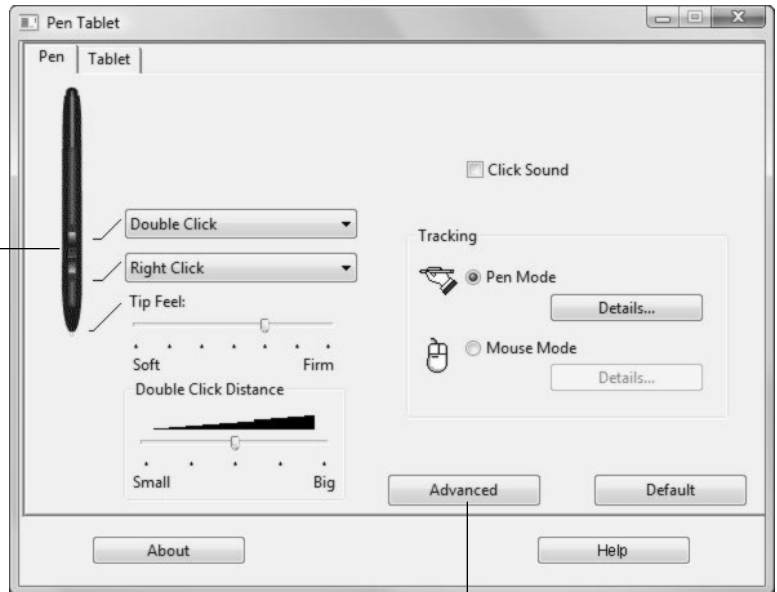 Pen Tablet
Pen
Tablet
Click Sound
Double Click
Right Click
Tip Feel:
Soft
Firm
Double Click Distance
Small
Big
Tracking
Pen Mode
Details...
Mouse Mode
Details...
Advanced
Default
About
Help